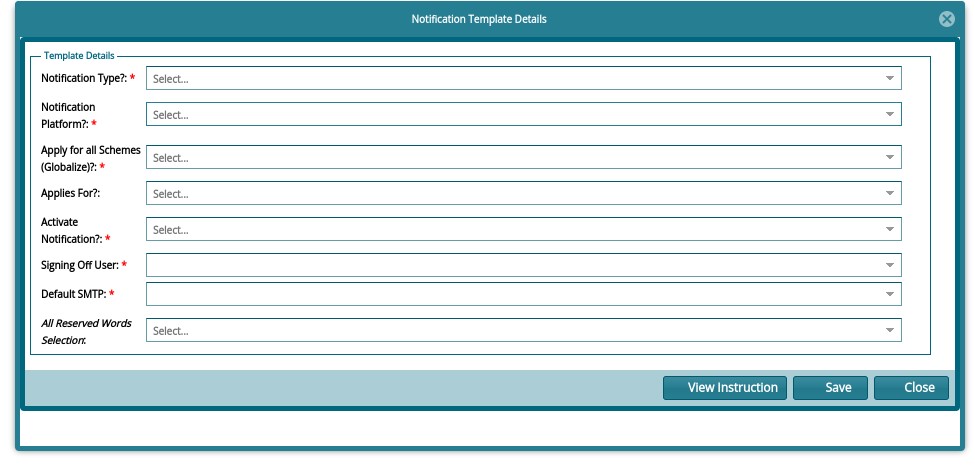 Notification Template Details
Template Details
Notification Type?: * Select...
Notification
Platform?: * Select...
Apply for all Schemes
(Globalize)?: * Select...
Applies For?: Select...
Activate
Notification?: * Select...
Signing Off User: *
Default SMTP: *
All Reserved Words
Selection: Select...
View Instruction Save Close